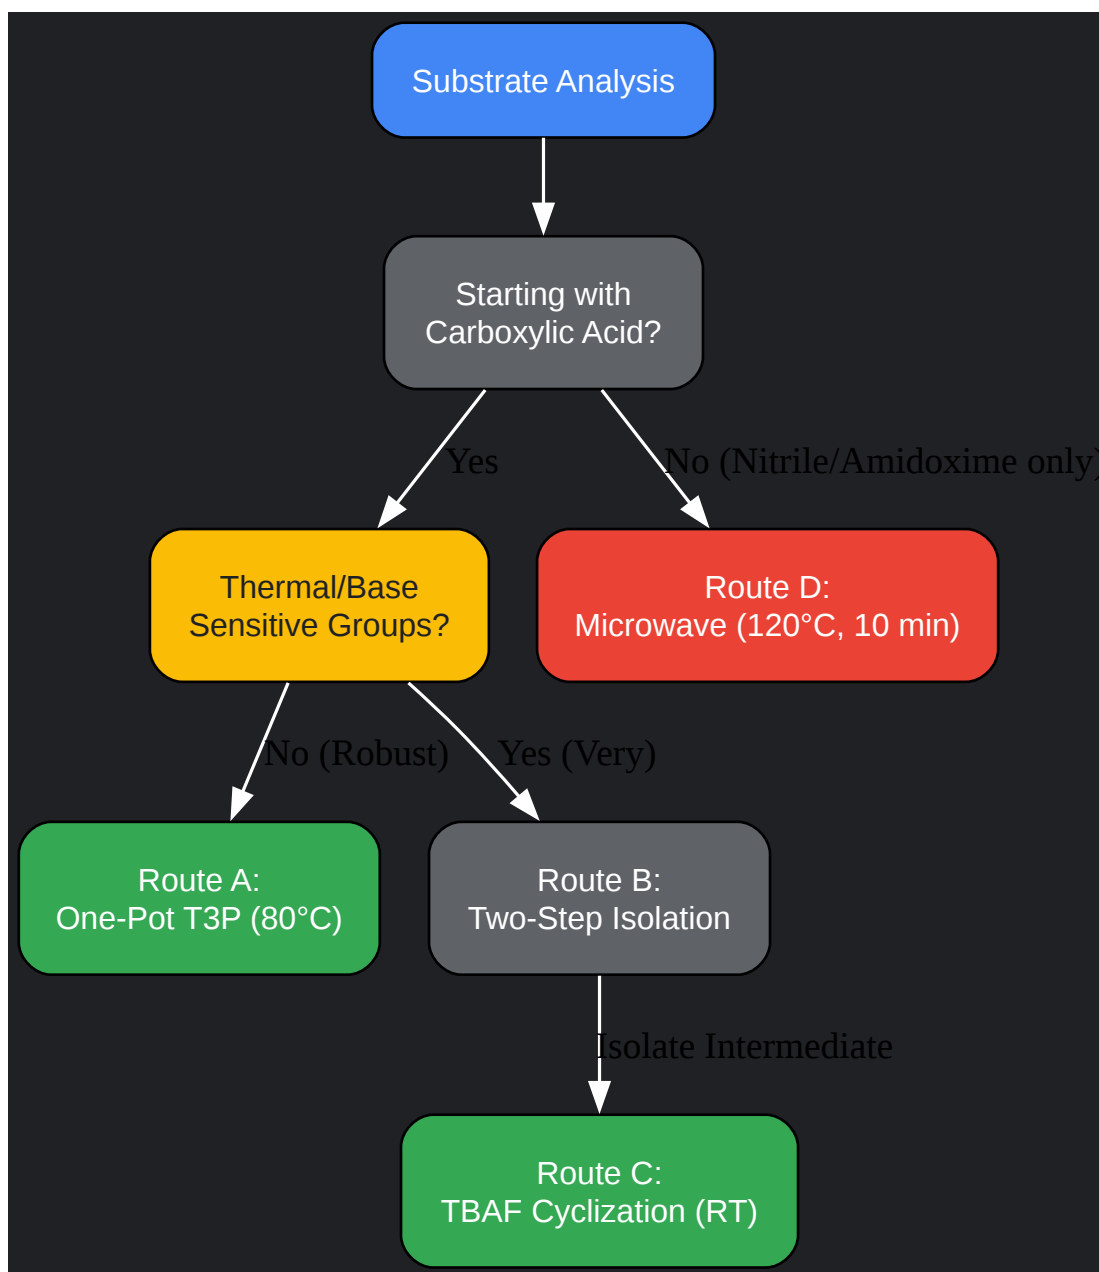 Substrate Analysis
Starting with
Carboxylic Acid?
Yes
No (Nitrile/Amidoxime only)
Thermal/Base
Sensitive Groups?
Route D:
Microwave (120°C, 10 min)
No (Robust)
Yes (Very)
Route A:
One-Pot T3P (80°C)
Route B:
Two-Step Isolation
Isolate Intermediate
Route C:
TBAF Cyclization (RT)